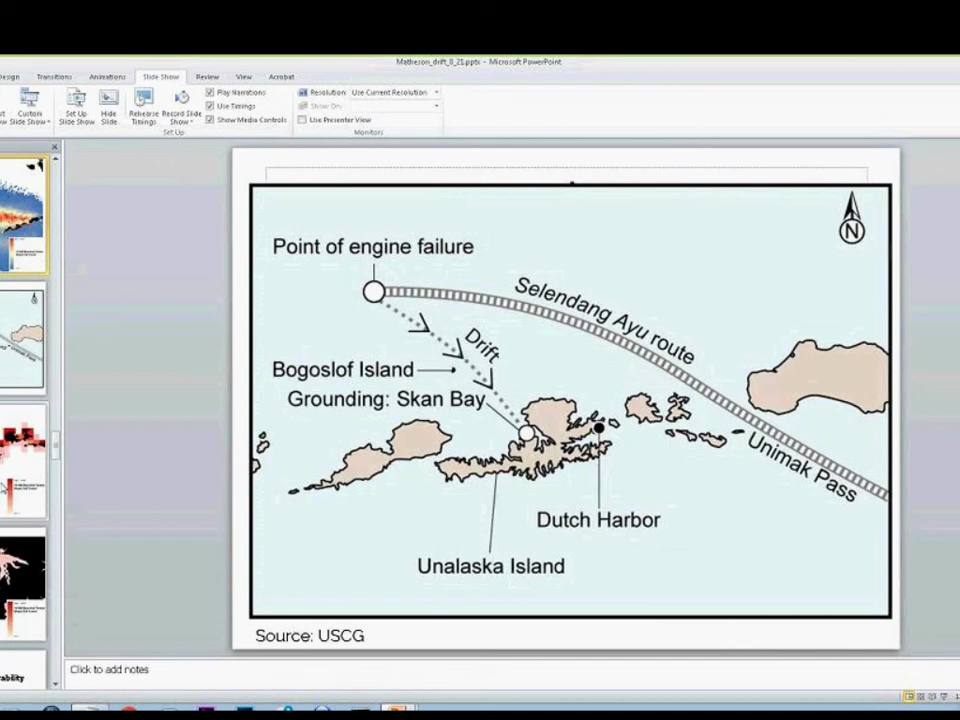 Matheson_drift_8_21.pptx - Microsoft PowerPoint
Design Transitions Animations Slide Show Review View Acrobat
Custom Slide Show
Set Up Slide Show
Hide Slide
Rehearse Timings
Record Slide Show
Play Narrations
Use Timings
Show Media Controls
Set Up
Resolution: Use Current Resolution
Show On:
Use Presenter View
Monitors
N
Point of engine failure
Selendang Ayu route
Drift
Bogoslof Island
Grounding: Skan Bay
Unimak Pass
Dutch Harbor
Unalaska Island
Source: USCG
Click to add notes